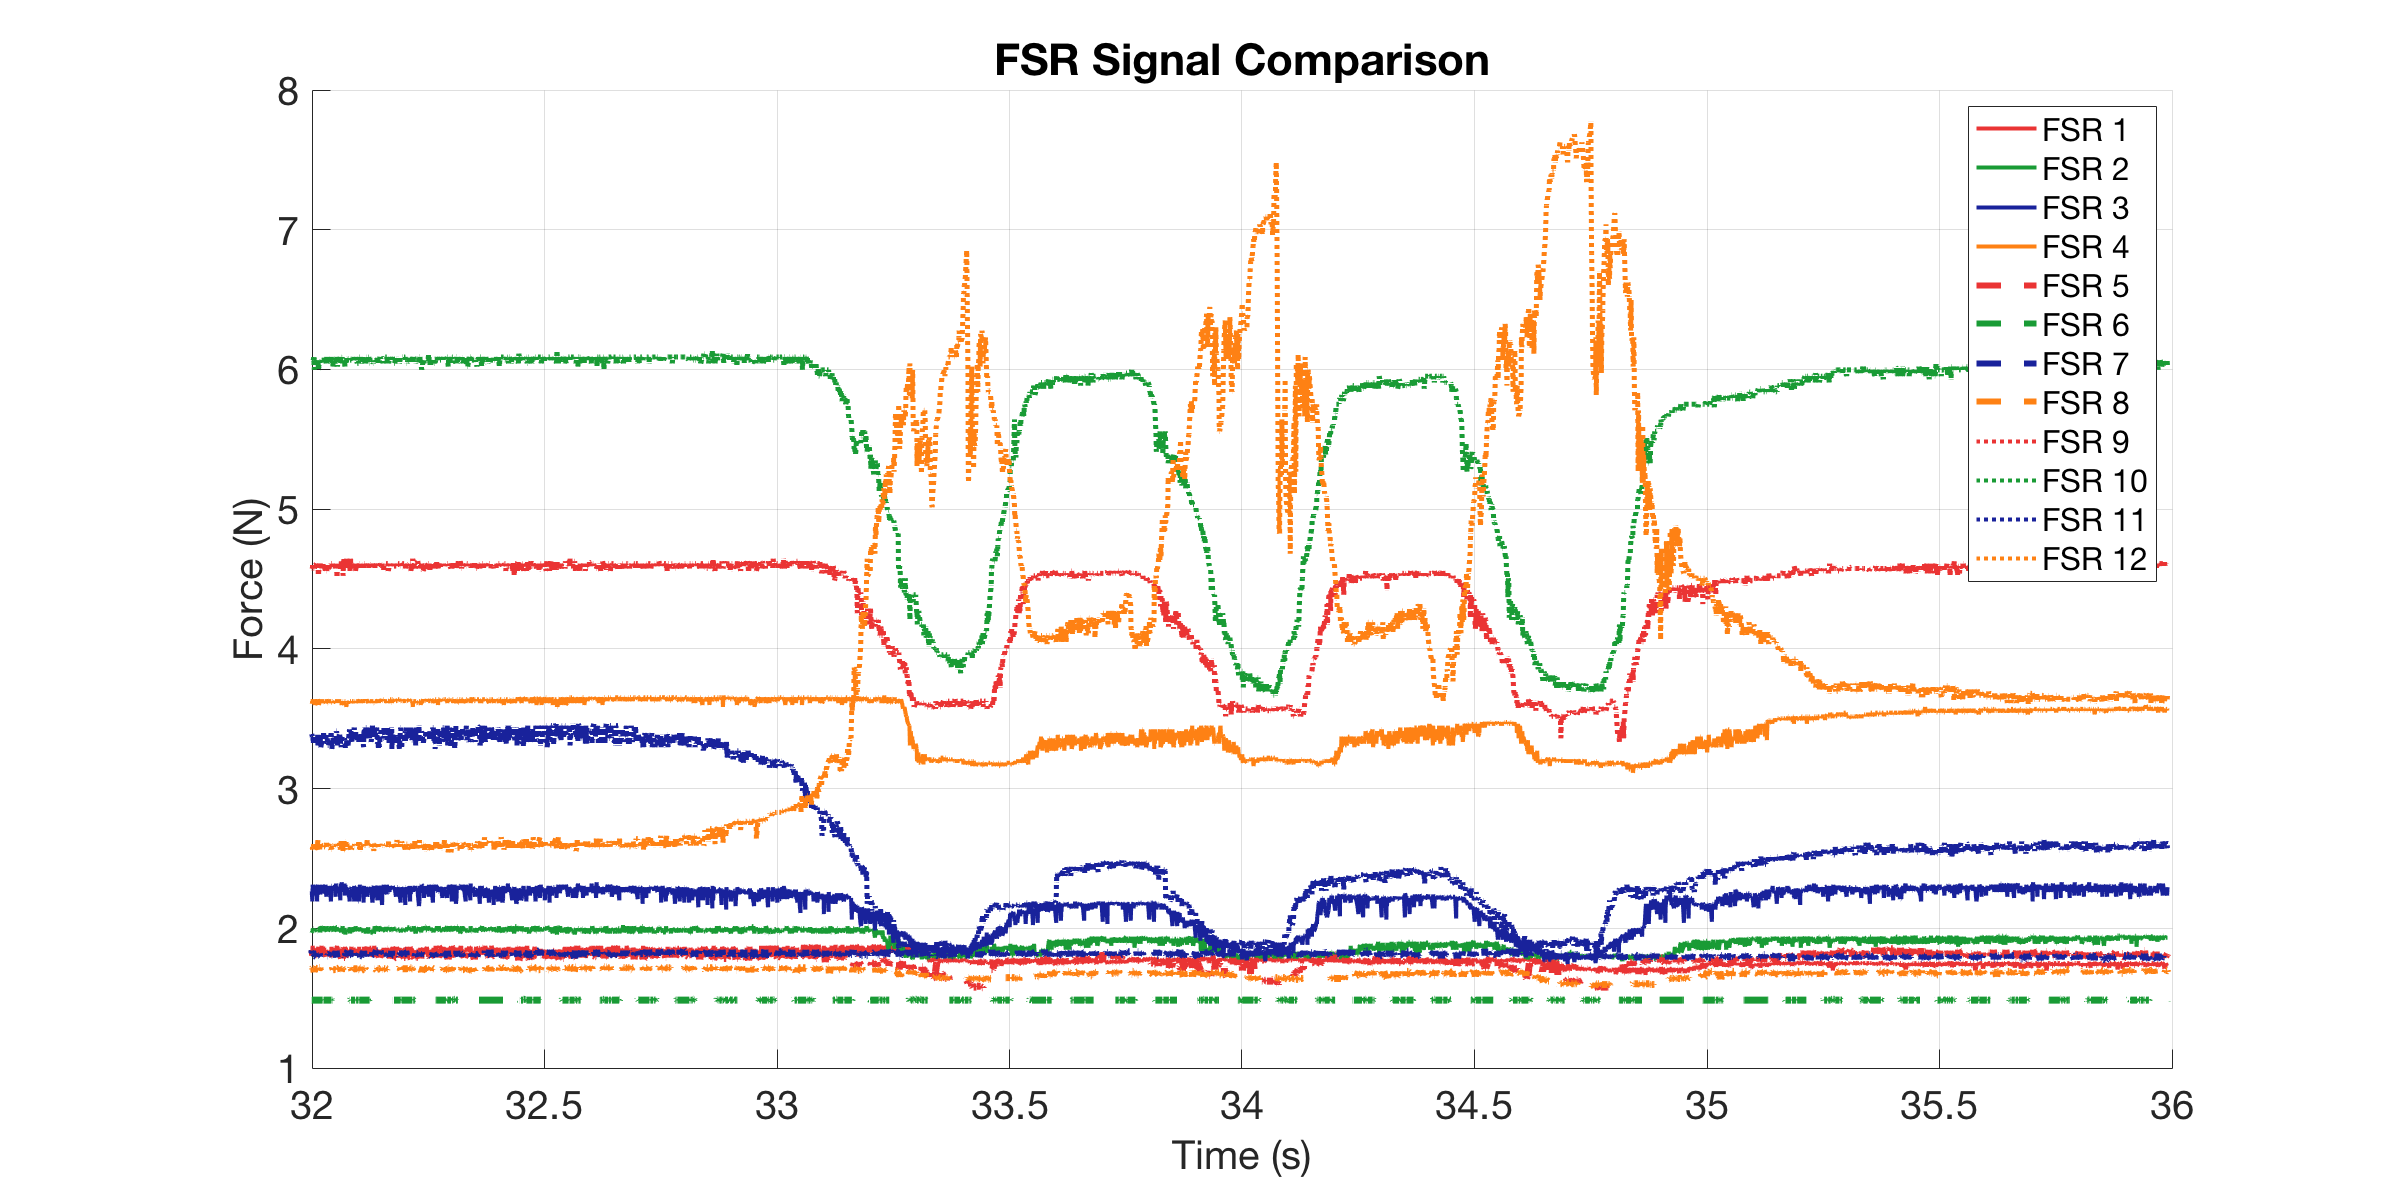 FSR Signal Comparison
8
7
6
5
4
3
2
1
Force (N)
32
32.5
33
33.5
34
34.5
35
35.5
36
Time (s)
FSR 1
FSR 2
FSR 3
FSR 4
FSR 5
FSR 6
FSR 7
FSR 8
FSR 9
FSR 10
FSR 11
FSR 12